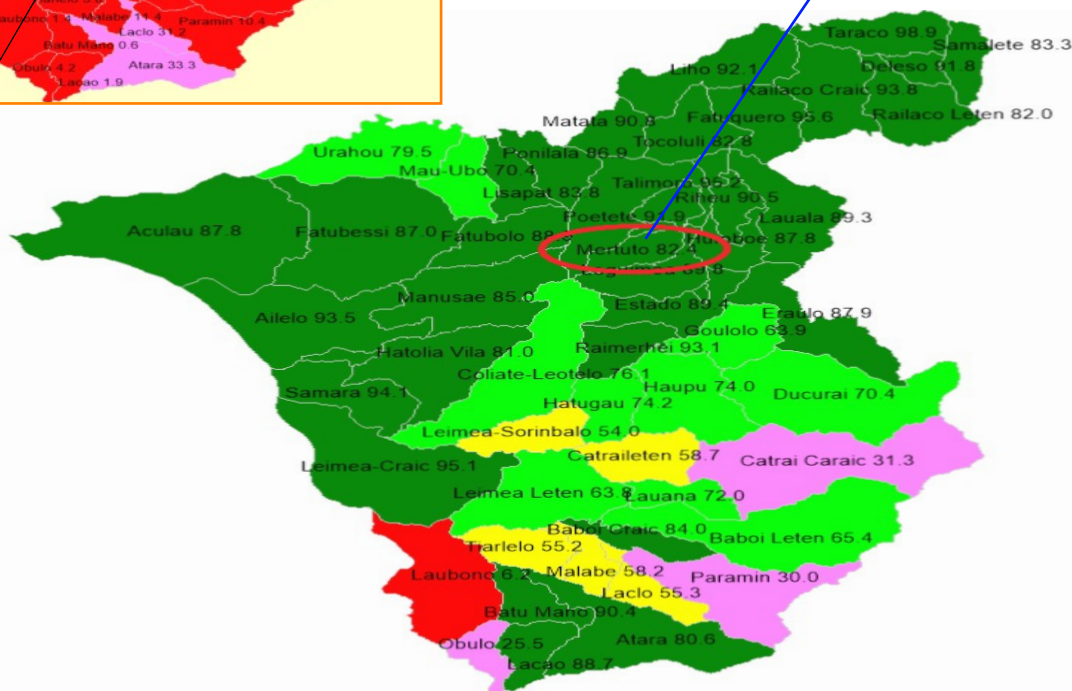 Malabe 11.4
Paramin 10.4
Laclo 31.2
Batu Mano 0.6
Atara 33.3
Obulo 4.2
Lacao 1.9
Taraco 98.9
Samalete 83.3
Liho 92.1
Deleso 91.8
Railaco Craic 93.8
Matata 90.8
Fatuquero 95.6
Railaco Leten 82.0
Tocoluli 82.8
Urahou 79.5
Ponilala 86.9
Mau-Ubo 70.4
Talimoro 95.2
Lisapat 83.8
Riheu 90.5
Poetete 91.9
Lauala 89.3
Aculau 87.8
Fatubessi 87.0
Fatubolo 88.
Humboe 87.8
Mertuto 82.4
Manusae 85.0
Estado 89.4
Ailelo 93.5
Eraulo 87.9
Goulolo 63.9
Hatolia Vila 81.0
Raimerhei 93.1
Coliate-Leotelo 76.1
Haupu 74.0
Samara 94.1
Ducurai 70.4
Hatugau 74.2
Leimea-Sorinbalo 54.0
Catraileten 58.7
Catrai Caraic 31.3
Leimea-Craic 95.1
Leimea Leten 63.8
Lauana 72.0
Baboi Craic 84.0
Baboi Leten 65.4
Tiarlelo 55.2
Laubono 6.2
Malabe 58.2
Paramin 30.0
Laclo 55.3
Batu Mano 90.4
Obulo 25.5
Atara 80.6
Lacao 88.7